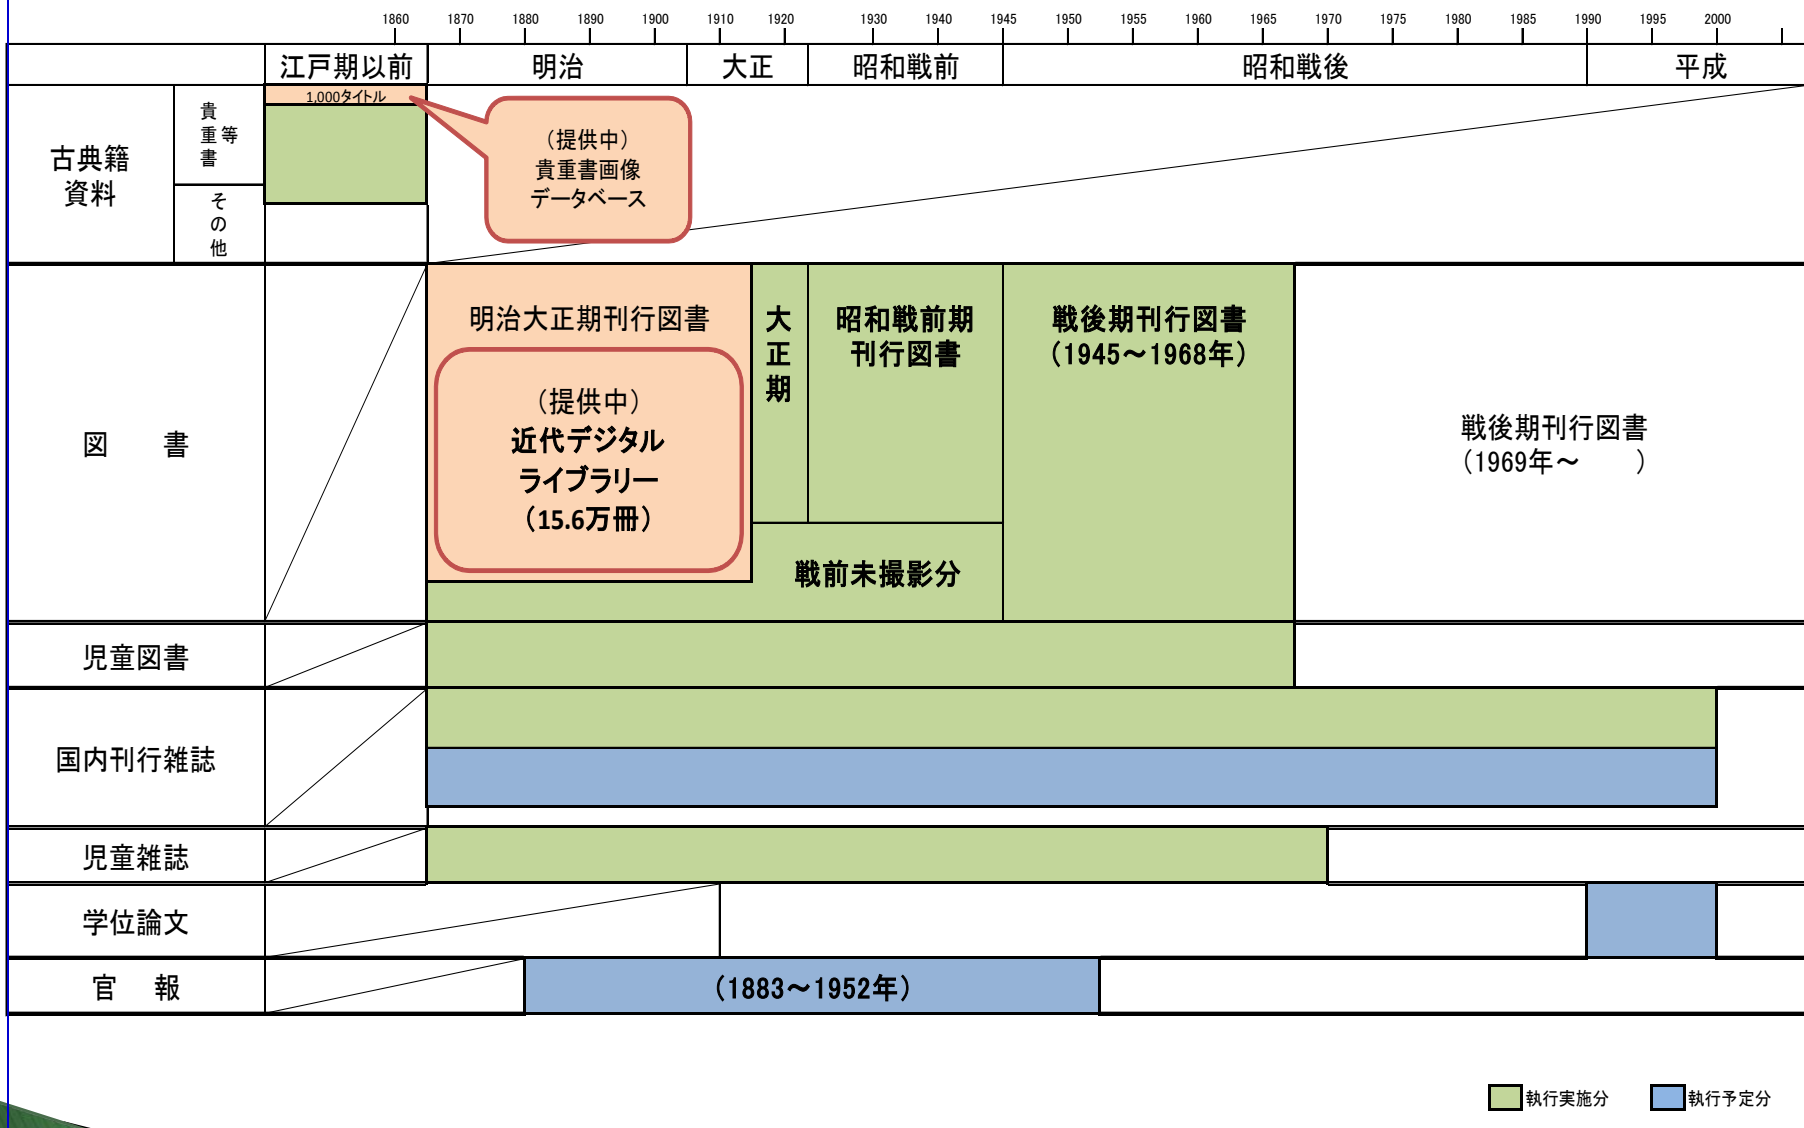 1860 1870 1880 1890 1900 1910 1920 1930 1940 1945 1950 1955 1960 1965 1970 1975 1980 1985 1990 1995 2000
江戸期以前 明治 大正 昭和戦前 昭和戦後 平成
古典籍
資料
貴重書
等
その他
1,000タイトル
（提供中）
貴重書画像
データベース
図 書
明治大正期刊行図書
（提供中）
近代デジタル
ライブラリー
（15.6万冊）
大正期
昭和戦前期
刊行図書
戦前未撮影分
戦後期刊行図書
（1945～1968年）
戦後期刊行図書
（1969年～ ）
児童図書
国内刊行雑誌
児童雑誌
学位論文
官 報
（1883～1952年）
執行実施分 執行予定分